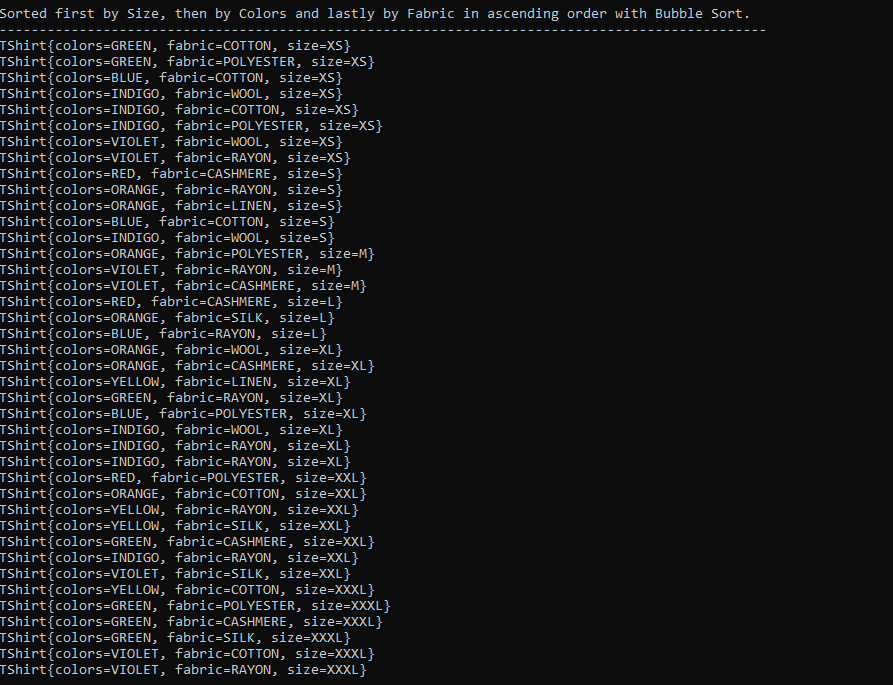 Sorted first by Size, then by Colors and lastly by Fabric in ascending order with Bubble Sort.
------------------------------------------------------------------------------------------------
TShirt{colors=GREEN, fabric=COTTON, size=XS}
TShirt{colors=GREEN, fabric=POLYESTER, size=XS}
TShirt{colors=BLUE, fabric=COTTON, size=XS}
TShirt{colors=INDIGO, fabric=WOOL, size=XS}
TShirt{colors=INDIGO, fabric=COTTON, size=XS}
TShirt{colors=INDIGO, fabric=POLYESTER, size=XS}
TShirt{colors=VIOLET, fabric=WOOL, size=XS}
TShirt{colors=VIOLET, fabric=RAYON, size=XS}
TShirt{colors=RED, fabric=CASHMERE, size=S}
TShirt{colors=ORANGE, fabric=RAYON, size=S}
TShirt{colors=ORANGE, fabric=LINEN, size=S}
TShirt{colors=BLUE, fabric=COTTON, size=S}
TShirt{colors=INDIGO, fabric=WOOL, size=S}
TShirt{colors=ORANGE, fabric=POLYESTER, size=M}
TShirt{colors=VIOLET, fabric=RAYON, size=M}
TShirt{colors=VIOLET, fabric=CASHMERE, size=M}
TShirt{colors=RED, fabric=CASHMERE, size=L}
TShirt{colors=ORANGE, fabric=SILK, size=L}
TShirt{colors=BLUE, fabric=RAYON, size=L}
TShirt{colors=ORANGE, fabric=WOOL, size=XL}
TShirt{colors=ORANGE, fabric=CASHMERE, size=XL}
TShirt{colors=YELLOW, fabric=LINEN, size=XL}
TShirt{colors=GREEN, fabric=RAYON, size=XL}
TShirt{colors=BLUE, fabric=POLYESTER, size=XL}
TShirt{colors=INDIGO, fabric=WOOL, size=XL}
TShirt{colors=INDIGO, fabric=RAYON, size=XL}
TShirt{colors=INDIGO, fabric=RAYON, size=XL}
TShirt{colors=RED, fabric=POLYESTER, size=XXL}
TShirt{colors=ORANGE, fabric=COTTON, size=XXL}
TShirt{colors=YELLOW, fabric=RAYON, size=XXL}
TShirt{colors=YELLOW, fabric=SILK, size=XXL}
TShirt{colors=GREEN, fabric=CASHMERE, size=XXL}
TShirt{colors=INDIGO, fabric=RAYON, size=XXL}
TShirt{colors=VIOLET, fabric=SILK, size=XXL}
TShirt{colors=YELLOW, fabric=COTTON, size=XXXL}
TShirt{colors=GREEN, fabric=POLYESTER, size=XXXL}
TShirt{colors=GREEN, fabric=CASHMERE, size=XXXL}
TShirt{colors=GREEN, fabric=SILK, size=XXXL}
TShirt{colors=VIOLET, fabric=COTTON, size=XXXL}
TShirt{colors=VIOLET, fabric=RAYON, size=XXXL}